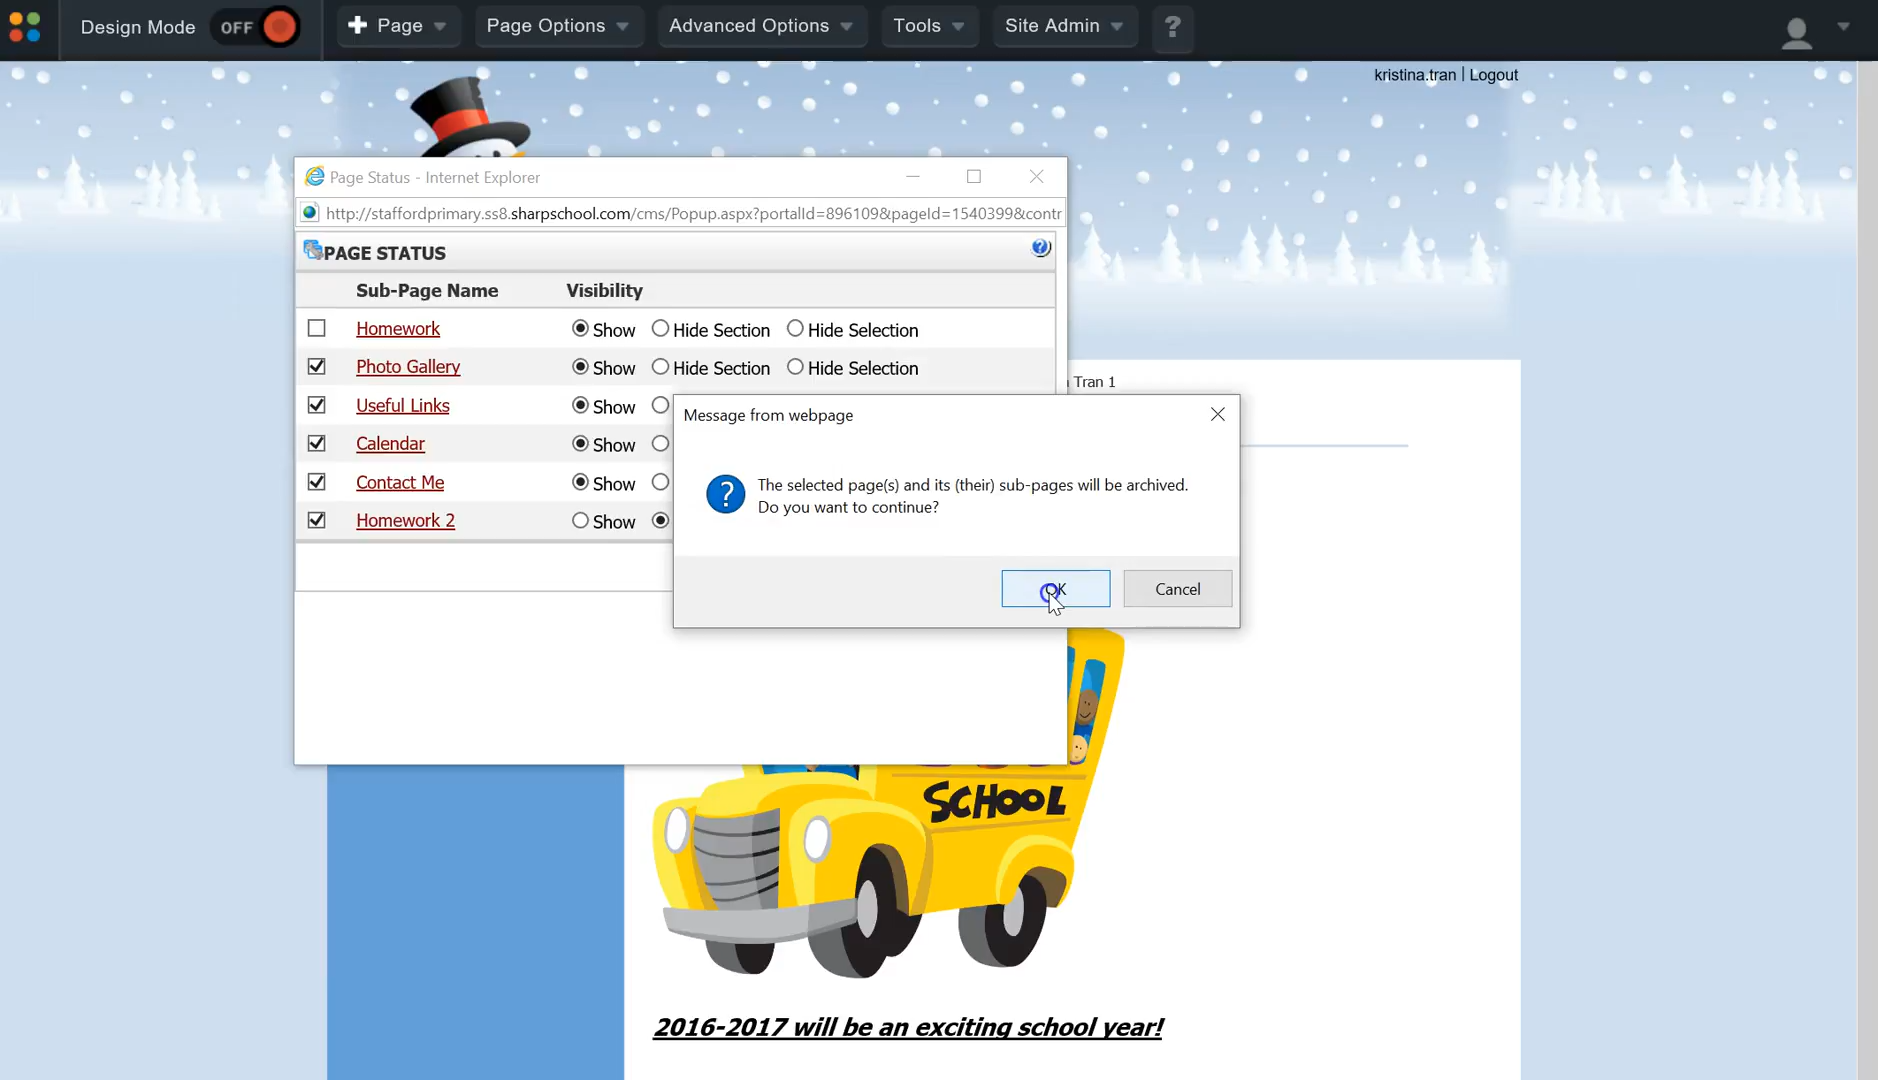 Design Mode OFF Page Page Options Advanced Options Tools Site Admin ?
kristina.tran | Logout
Page Status - Internet Explorer
http://staffordprimary.ss8.sharpschool.com/cms/Popup.aspx?portalId=896109&pageId=1540399&contr
PAGE STATUS ?
Sub-Page Name Visibility
Homework Show Hide Section Hide Selection
Photo Gallery Show Hide Section Hide Selection
Useful Links Show
Calendar Show
Contact Me Show
Homework 2 Show
Tran 1
Message from webpage
? The selected page(s) and its (their) sub-pages will be archived.
Do you want to continue?
OK Cancel
SCHOOL
2016-2017 will be an exciting school year!